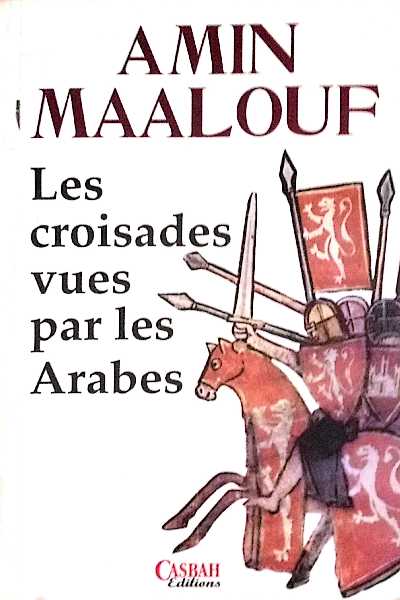 AMIN
MAALOUF
Les
croisades
vues
par les
Arabes
CASBAH
Editions